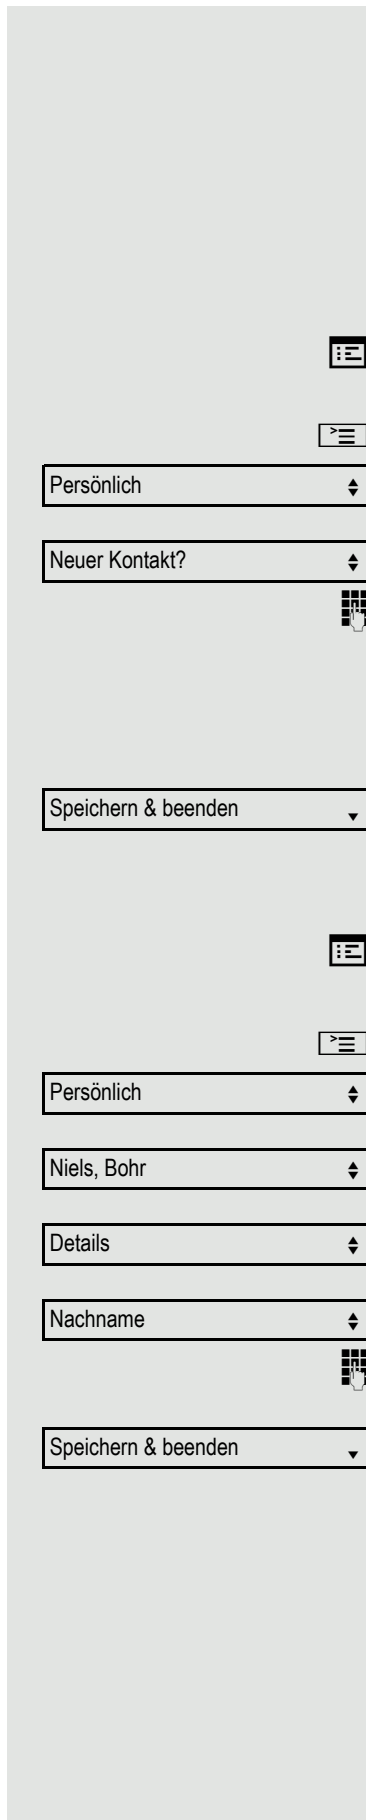 Persönlich
Neuer Kontakt?
Speichern & beenden
Persönlich
Niels, Bohr
Details
Nachname
Speichern & beenden